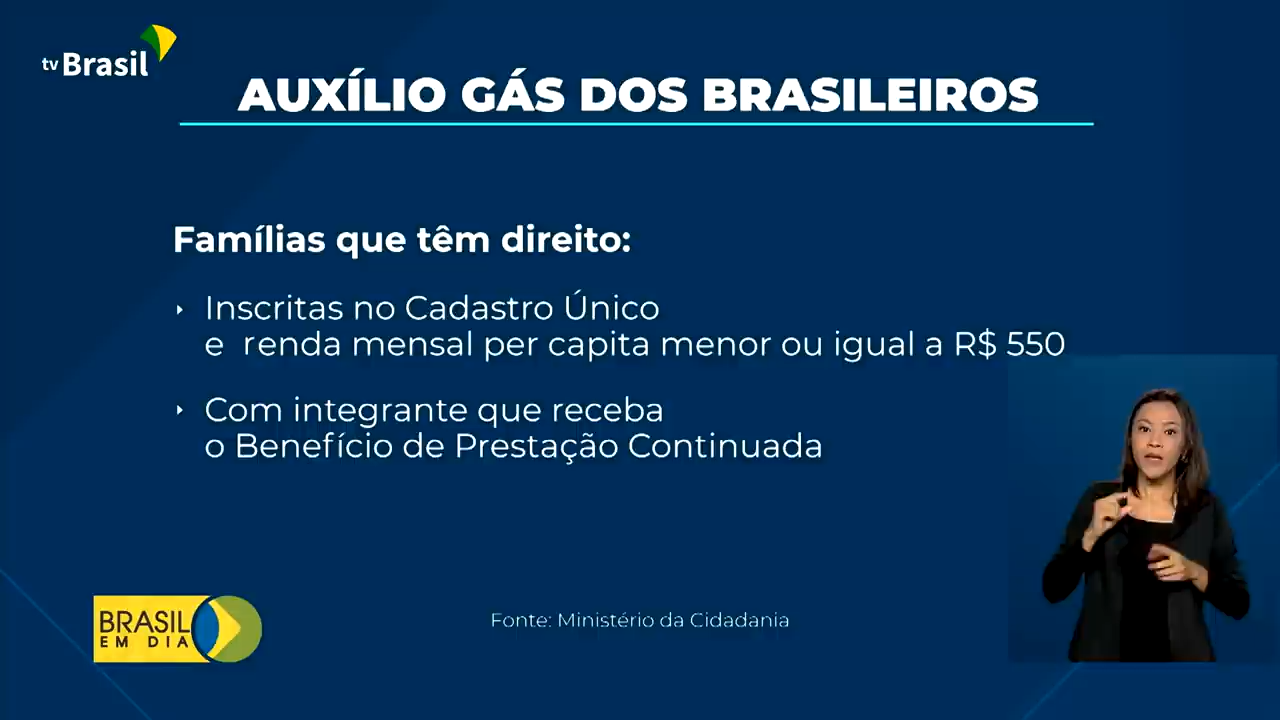 tv Brasil
AUXÍLIO GÁS DOS BRASILEIROS
Famílias que têm direito:
Inscritas no Cadastro Único
e renda mensal per capita menor ou igual a R$ 550
Com integrante que receba
o Benefício de Prestação Continuada
BRASIL
EM DIA
Fonte: Ministério da Cidadania